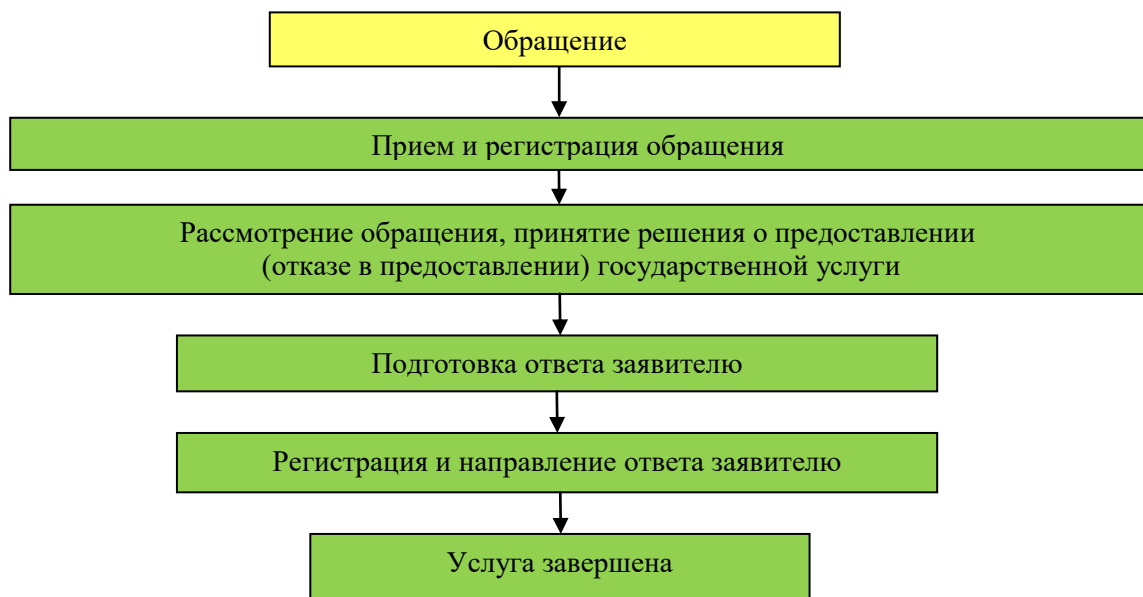 Обращение
Прием и регистрация обращения
Рассмотрение обращения, принятие решения о предоставлении
(отказе в предоставлении) государственной услуги
Подготовка ответа заявителю
Регистрация и направление ответа заявителю
Услуга завершена